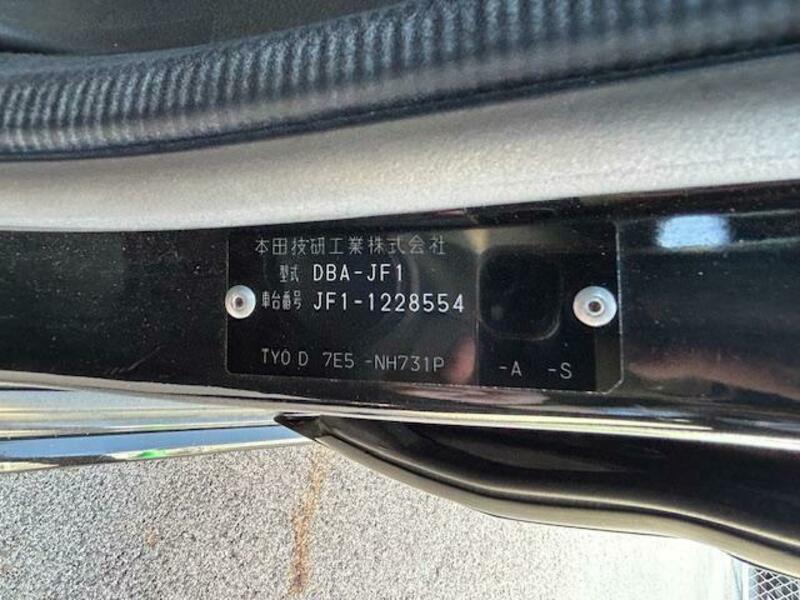 本田技研工業株式会社
型式 DBA-JF1
車台番号 JF1-1228554
TYO D 7E5 -NH731P -A -S